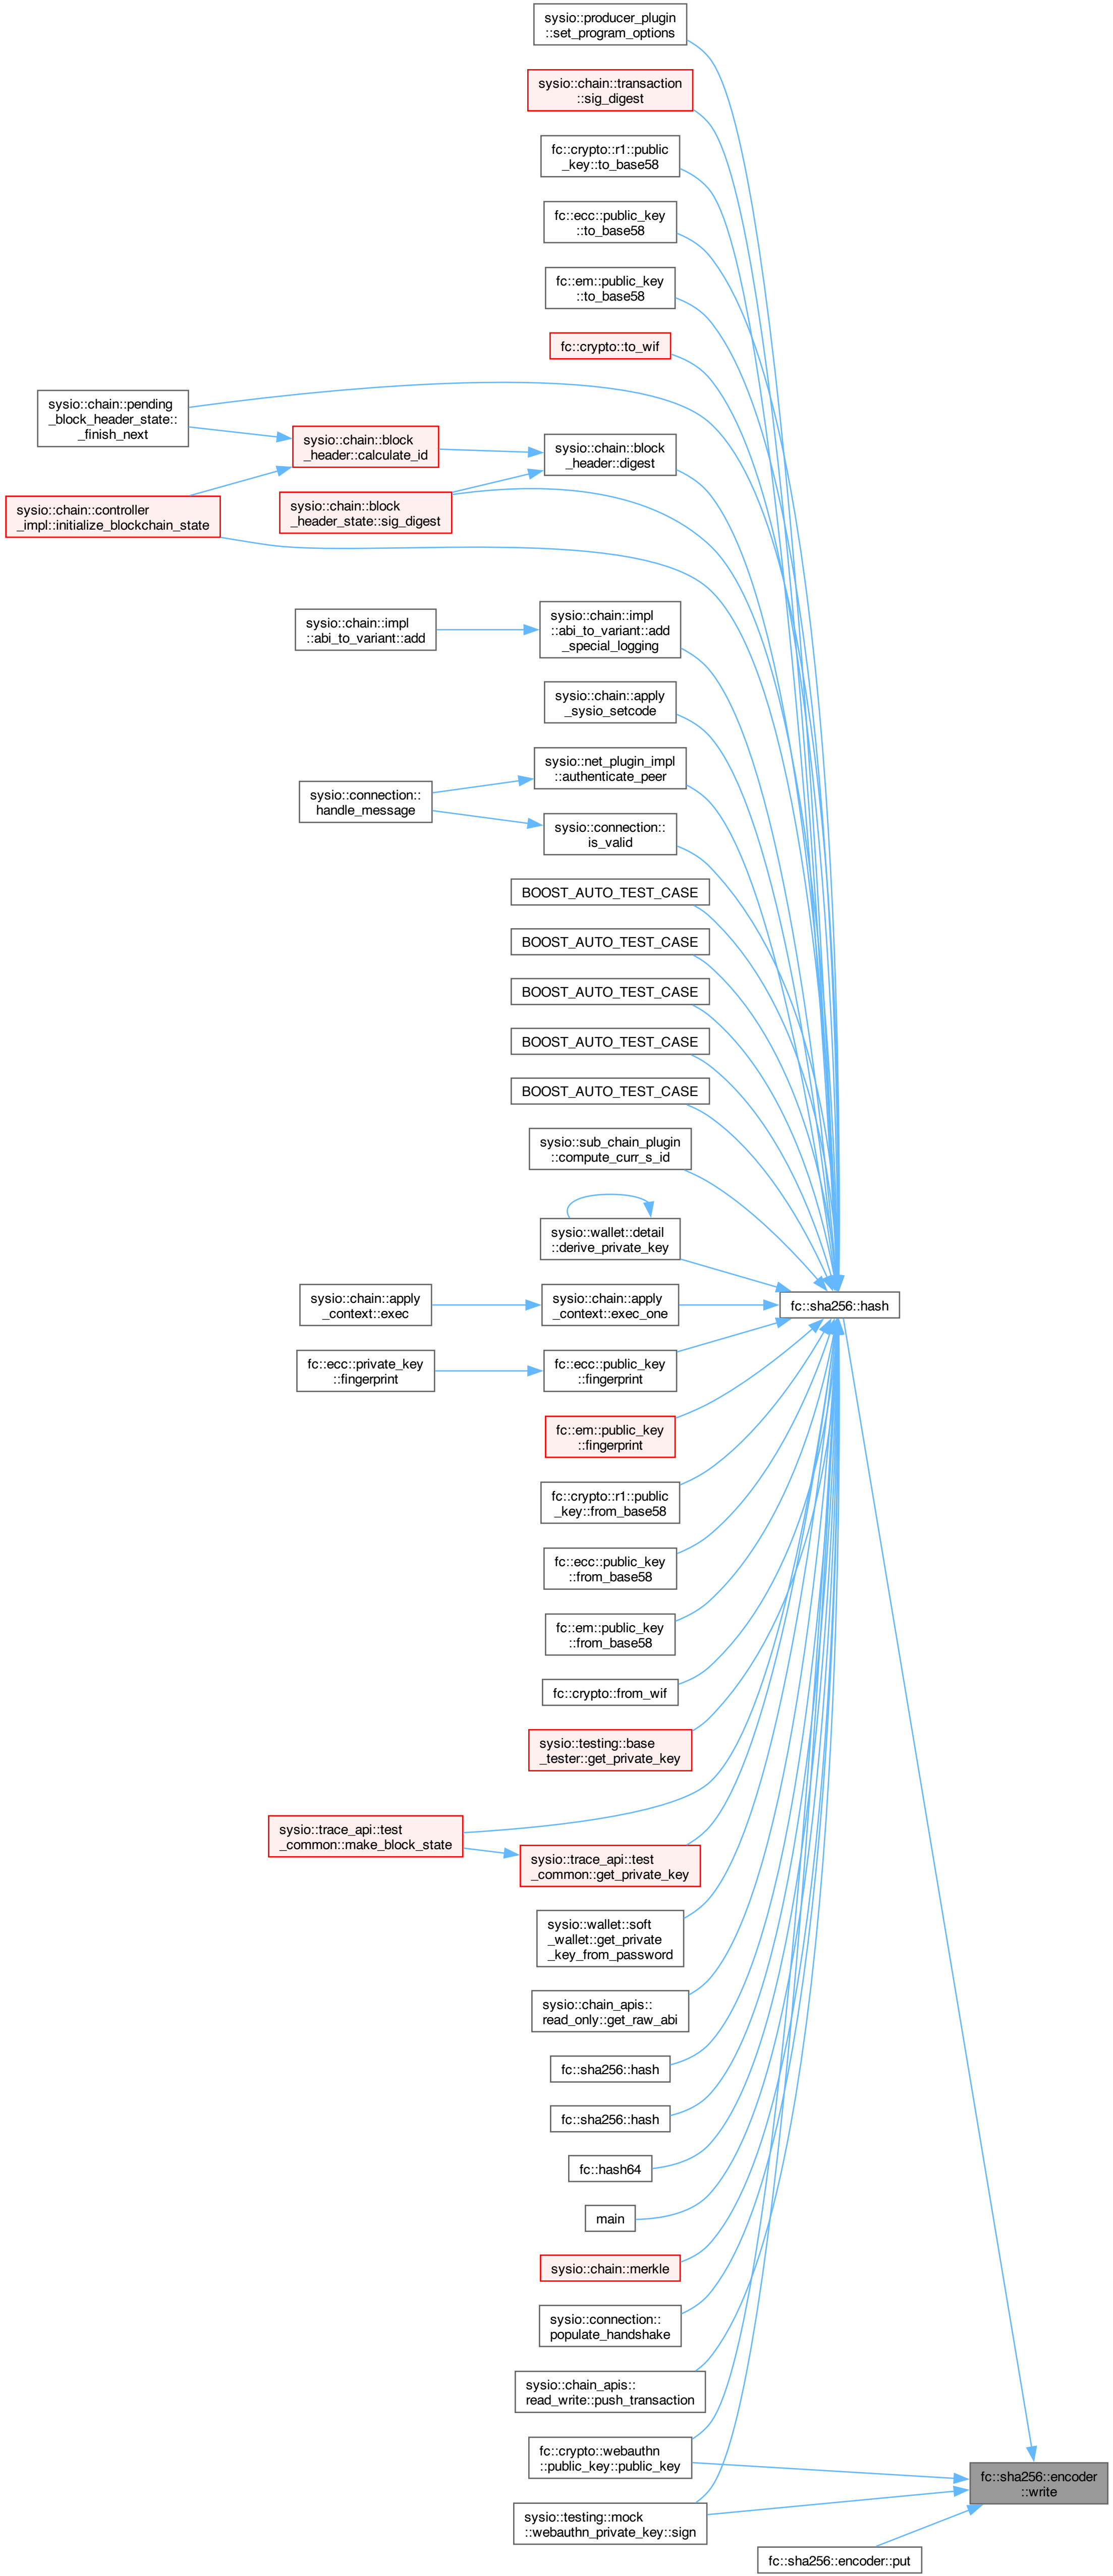 sysio::producer_plugin
::set_program_options
sysio::chain::transaction
::sig_digest
fc::crypto::r1::public
_key::to_base58
fc::ecc::public_key
::to_base58
fc::em::public_key
::to_base58
fc::crypto::to_wif
sysio::chain::pending
_block_header_state::
_finish_next
sysio::chain::block
_header::calculate_id
sysio::chain::block
_header::digest
sysio::chain::controller
_impl::initialize_blockchain_state
sysio::chain::block
_header_state::sig_digest
sysio::chain::impl
::abi_to_variant::add
sysio::chain::impl
::abi_to_variant::add
_special_logging
sysio::chain::apply
_sysio_setcode
sysio::net_plugin_impl
::authenticate_peer
sysio::connection::
handle_message
sysio::connection::
is_valid
BOOST_AUTO_TEST_CASE
BOOST_AUTO_TEST_CASE
BOOST_AUTO_TEST_CASE
BOOST_AUTO_TEST_CASE
BOOST_AUTO_TEST_CASE
sysio::sub_chain_plugin
::compute_curr_s_id
sysio::wallet::detail
::derive_private_key
fc::sha256::hash
sysio::chain::apply
_context::exec
sysio::chain::apply
_context::exec_one
fc::ecc::private_key
::fingerprint
fc::ecc::public_key
::fingerprint
fc::em::public_key
::fingerprint
fc::crypto::r1::public
_key::from_base58
fc::ecc::public_key
::from_base58
fc::em::public_key
::from_base58
fc::crypto::from_wif
sysio::testing::base
_tester::get_private_key
sysio::trace_api::test
_common::make_block_state
sysio::trace_api::test
_common::get_private_key
sysio::wallet::soft
_wallet::get_private
_key_from_password
sysio::chain_apis::
read_only::get_raw_abi
fc::sha256::hash
fc::sha256::hash
fc::hash64
main
sysio::chain::merkle
sysio::connection::
populate_handshake
sysio::chain_apis::
read_write::push_transaction
fc::crypto::webauthn
::public_key::public_key
fc::sha256::encoder
::write
sysio::testing::mock
::webauthn_private_key::sign
fc::sha256::encoder::put